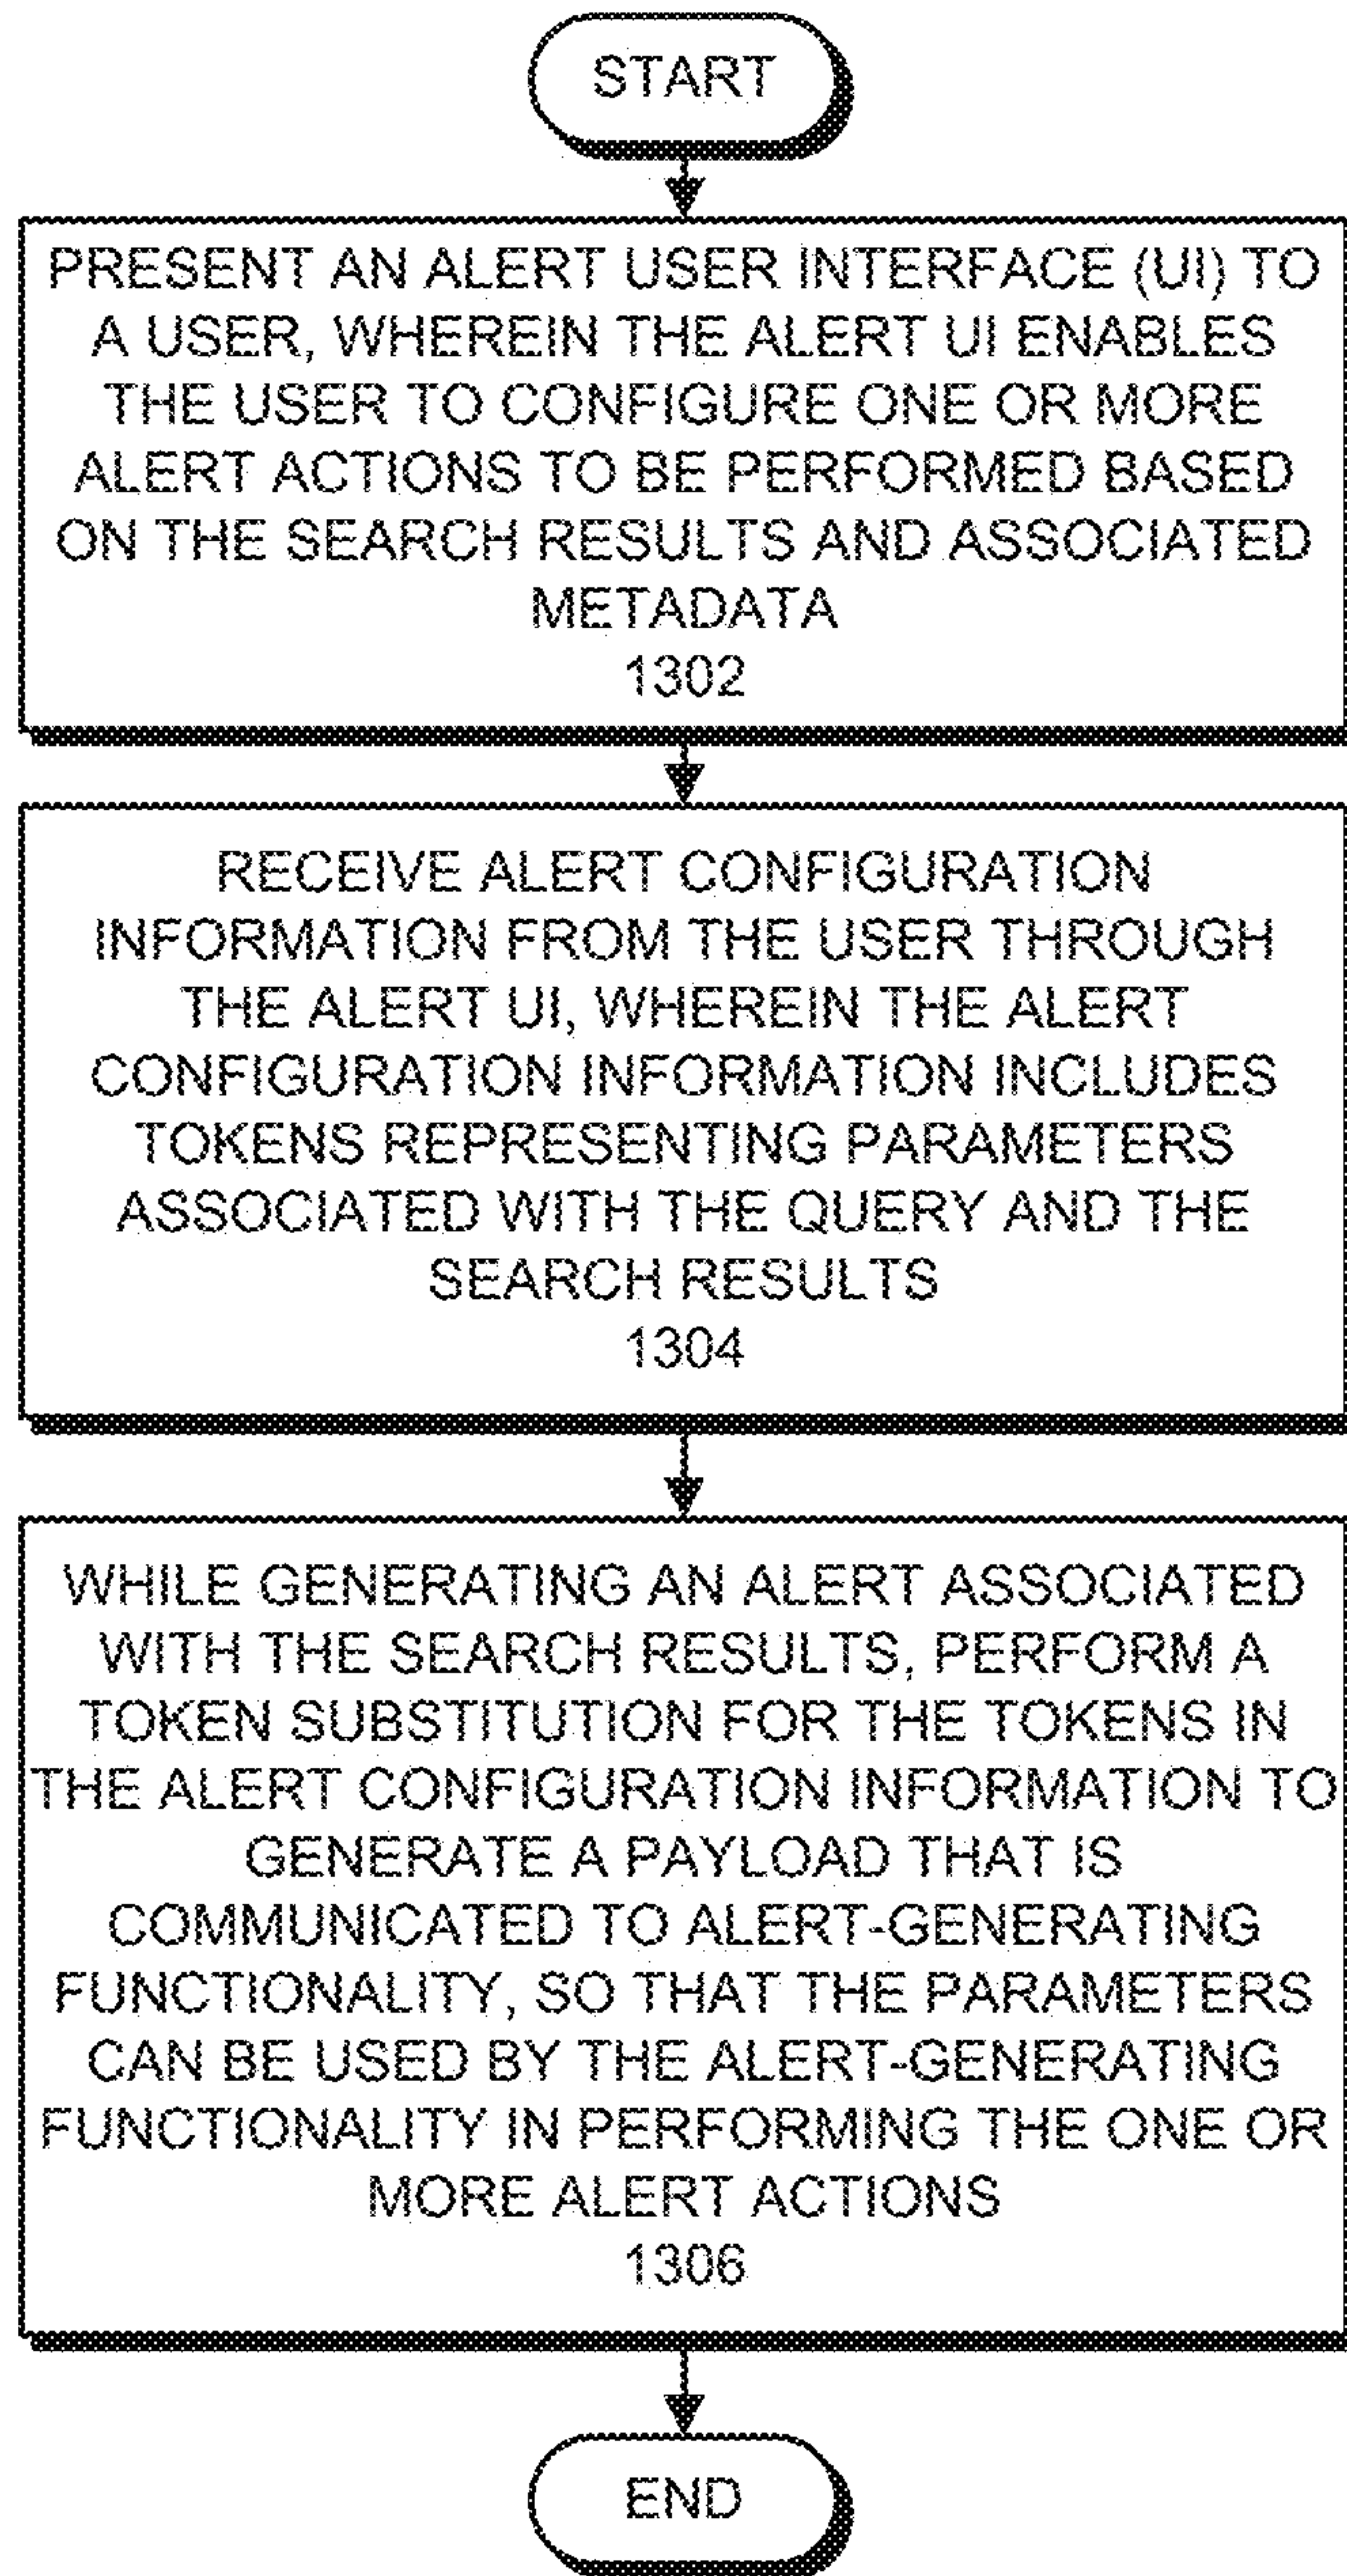 START
PRESENT AN ALERT USER INTERFACE (UI) TO
A USER, WHEREIN THE ALERT UI ENABLES
THE USER TO CONFIGURE ONE OR MORE
ALERT ACTIONS TO BE PERFORMED BASED
ON THE SEARCH RESULTS AND ASSOCIATED
METADATA
1302
RECEIVE ALERT CONFIGURATION
INFORMATION FROM THE USER THROUGH
THE ALERT UI, WHEREIN THE ALERT
CONFIGURATION INFORMATION INCLUDES
TOKENS REPRESENTING PARAMETERS
ASSOCIATED WITH THE QUERY AND THE
SEARCH RESULTS
1304
WHILE GENERATING AN ALERT ASSOCIATED
WITH THE SEARCH RESULTS, PERFORM A
TOKEN SUBSTITUTION FOR THE TOKENS IN
THE ALERT CONFIGURATION INFORMATION TO
GENERATE A PAYLOAD THAT IS
COMMUNICATED TO ALERT-GENERATING
FUNCTIONALITY, SO THAT THE PARAMETERS
CAN BE USED BY THE ALERT-GENERATING
FUNCTIONALITY IN PERFORMING THE ONE OR
MORE ALERT ACTIONS
1306
END